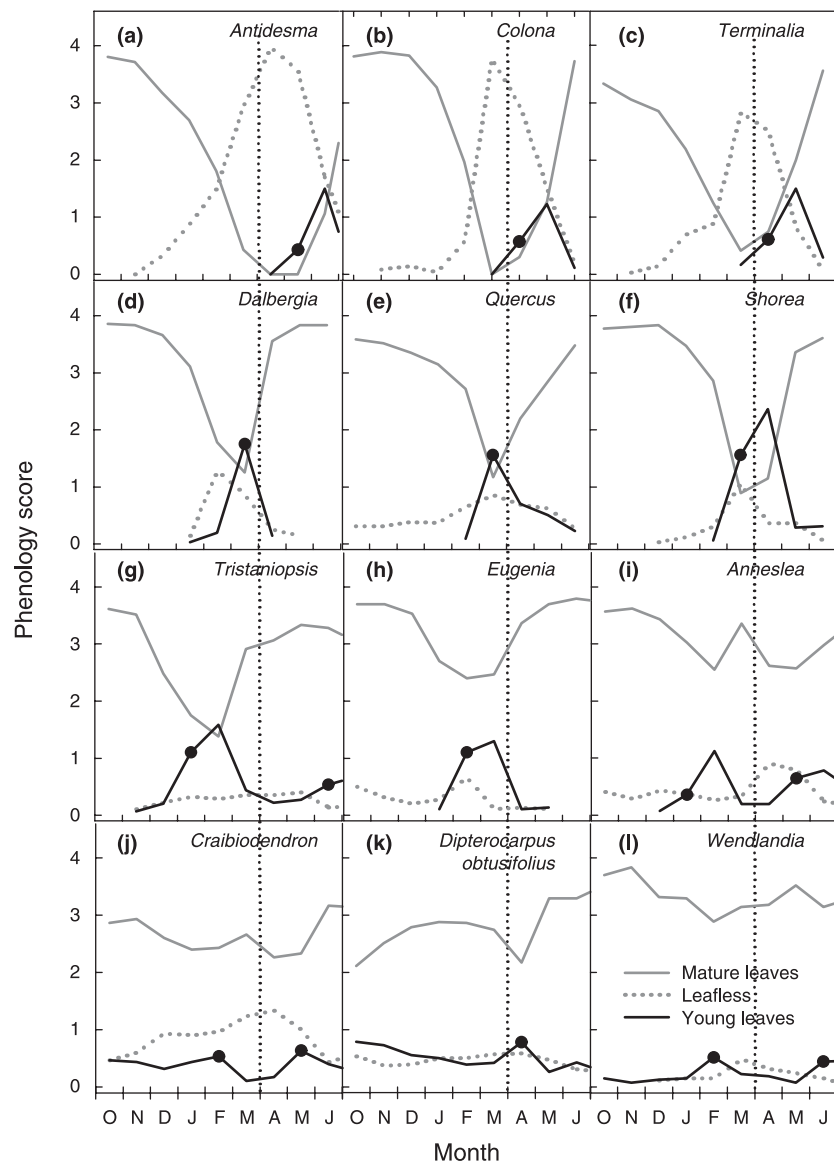 (a) Antidesma (b) Colona (c) Terminalia
4
3
2
1
0
(d) Dalbergia (e) Quercus (f) Shorea
4
3
2
1
0
Phenology score
(g) Tristaniopsis (h) Eugenia (i) Anneslea
4
3
2
1
0
(j) Craibiodendron (k) Dipterocarpus (l) Wendlandia
obtusifolius
4
3
2
1
0
Mature leaves
Leafless
Young leaves
O N D J F M A M J O N D J F M A M J O N D J F M A M J
Month